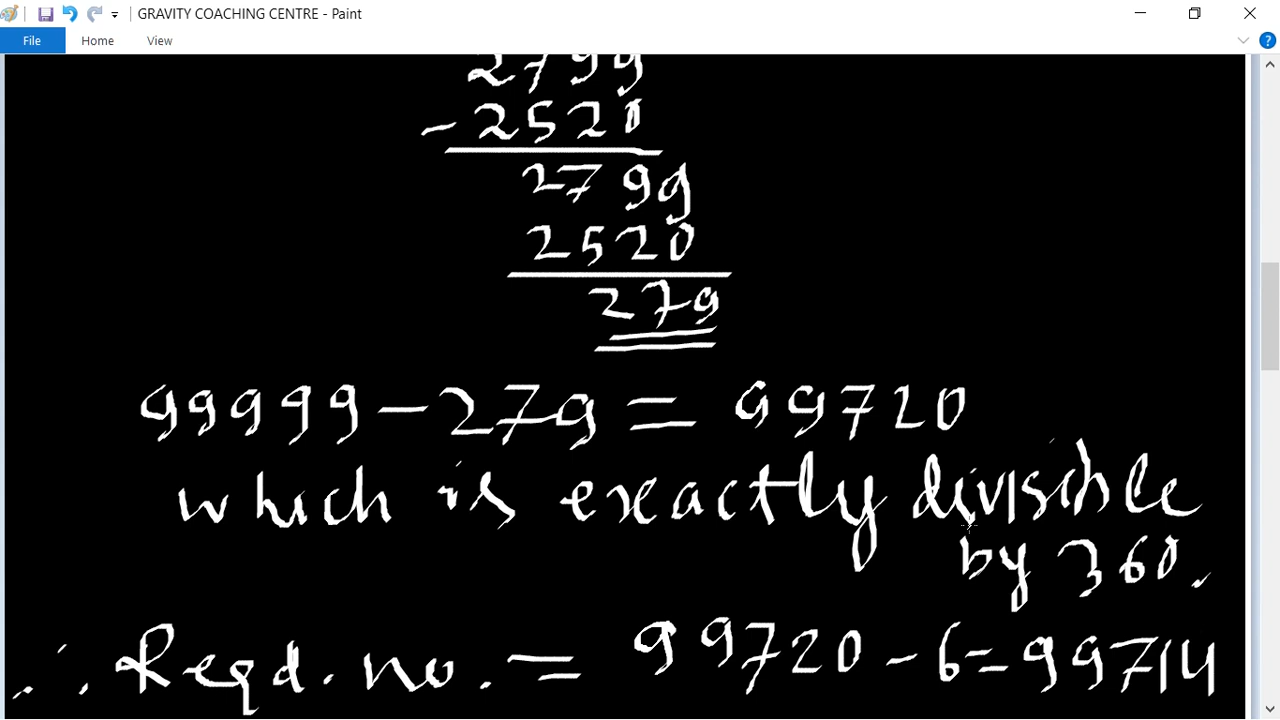 GRAVITY COACHING CENTRE - Paint
File Home View
2799
- 2520
2799
2520
279
99999 - 279 = 99720
which is exactly divisible
by 360.
∴ Reqd. no. = 99720 - 6 = 99714